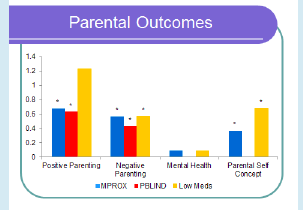 Parental Outcomes
1.4
1.2
1
0.8
0.6
0.4
0.2
0
* * * * * * *
Positive Parenting Negative Parenting Mental Health Parental Self Concept
MPROX PBLIND Low Meds